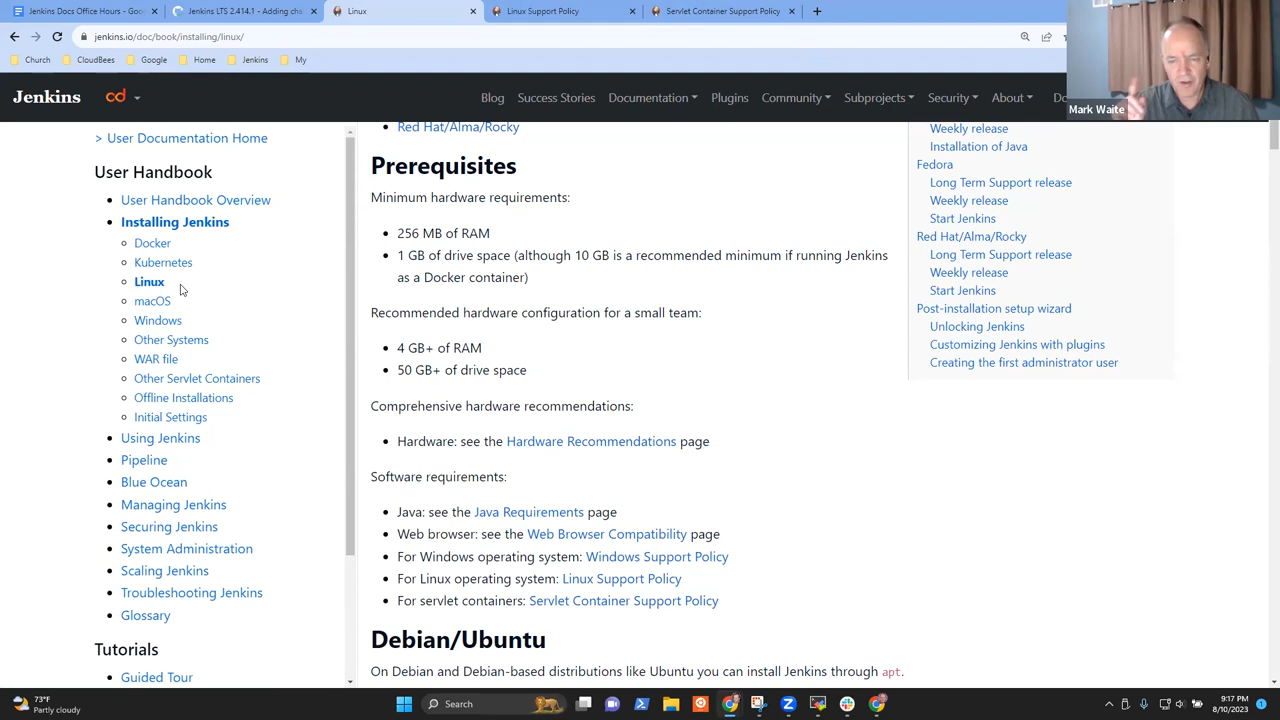 Jenkins Docs Office Hours - Goo
Jenkins LTS 2.414.1 - Adding cha
Linux
Linux Support Policy
Servlet Container Support Policy
jenkins.io/doc/book/installing/linux/
Church
CloudBees
Google
Home
Jenkins
My
Mark Waite
Jenkins
cd
Blog
Success Stories
Documentation
Plugins
Community
Subprojects
Security
About
Do
> User Documentation Home
User Handbook
User Handbook Overview
Installing Jenkins
Docker
Kubernetes
Linux
macOS
Windows
Other Systems
WAR file
Other Servlet Containers
Offline Installations
Initial Settings
Using Jenkins
Pipeline
Blue Ocean
Managing Jenkins
Securing Jenkins
System Administration
Scaling Jenkins
Troubleshooting Jenkins
Glossary
Tutorials
Guided Tour
Red Hat/Alma/Rocky
Prerequisites
Minimum hardware requirements:
256 MB of RAM
1 GB of drive space (although 10 GB is a recommended minimum if running Jenkins
as a Docker container)
Recommended hardware configuration for a small team:
4 GB+ of RAM
50 GB+ of drive space
Comprehensive hardware recommendations:
Hardware: see the Hardware Recommendations page
Software requirements:
Java: see the Java Requirements page
Web browser: see the Web Browser Compatibility page
For Windows operating system: Windows Support Policy
For Linux operating system: Linux Support Policy
For servlet containers: Servlet Container Support Policy
Debian/Ubuntu
On Debian and Debian-based distributions like Ubuntu you can install Jenkins through apt.
Weekly release
Installation of Java
Fedora
Long Term Support release
Weekly release
Start Jenkins
Red Hat/Alma/Rocky
Long Term Support release
Weekly release
Start Jenkins
Post-installation setup wizard
Unlocking Jenkins
Customizing Jenkins with plugins
Creating the first administrator user
73°F
Partly cloudy
Search
9:17 PM
8/10/2023